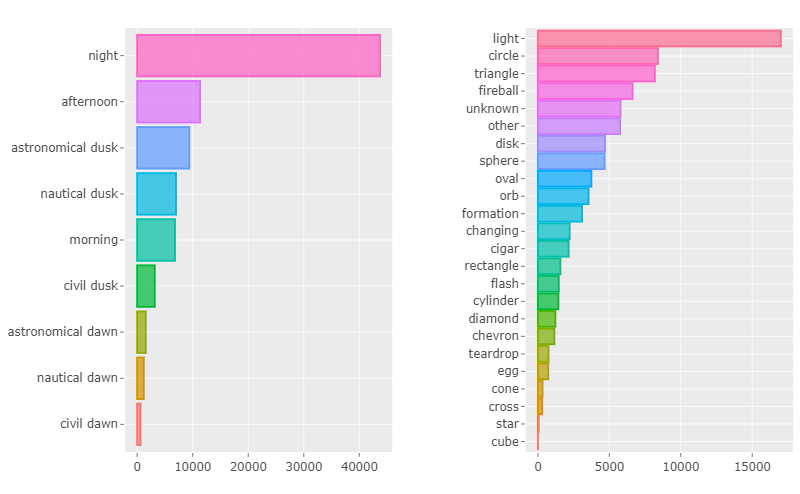 night
afternoon
astronomical dusk
nautical dusk
morning
civil dusk
astronomical dawn
nautical dawn
civil dawn
0 10000 20000 30000 40000
light
circle
triangle
fireball
unknown
other
disk
sphere
oval
orb
formation
changing
cigar
rectangle
flash
cylinder
diamond
chevron
teardrop
egg
cone
cross
star
cube
0 5000 10000 15000